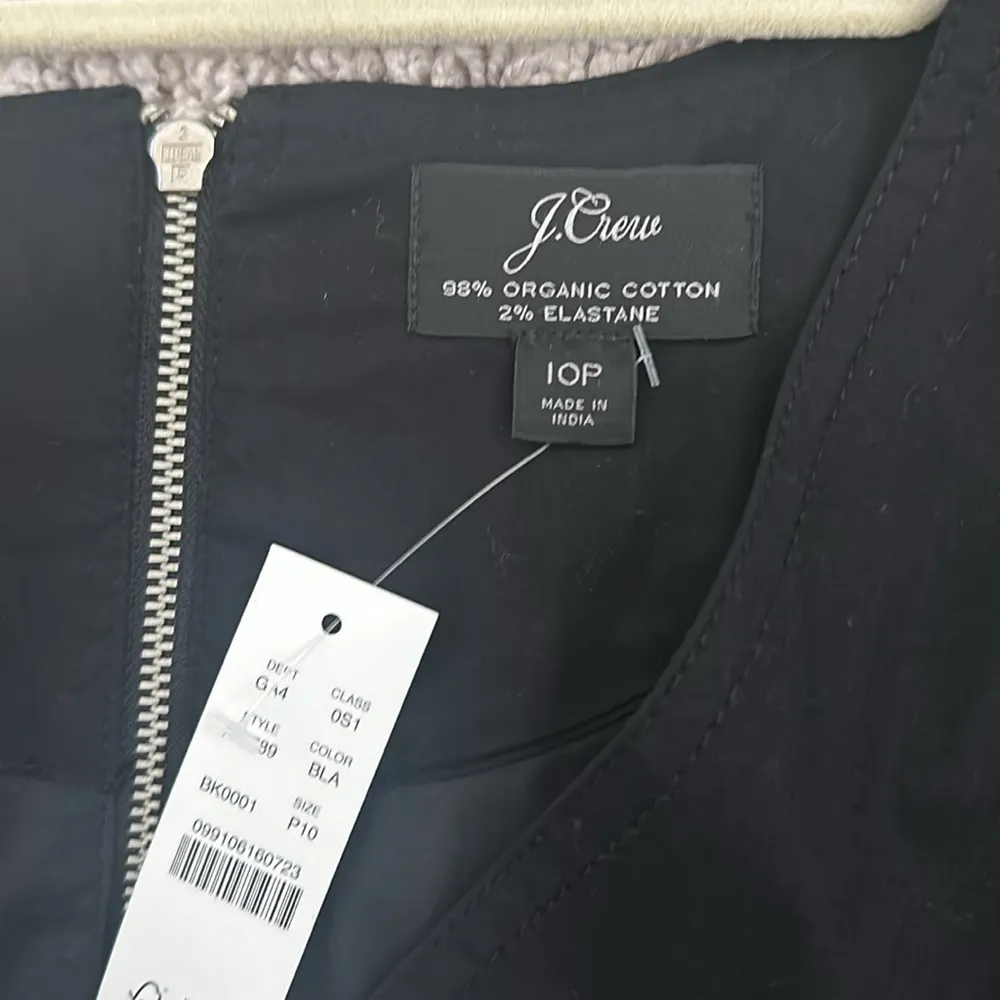 J.Crew
98% ORGANIC COTTON
2% ELASTANE
10P
MADE IN
INDIA
DEPT CLASS
0S1
STYLE COLOR
BLA
BK0001 SIZE
P10
099106160723